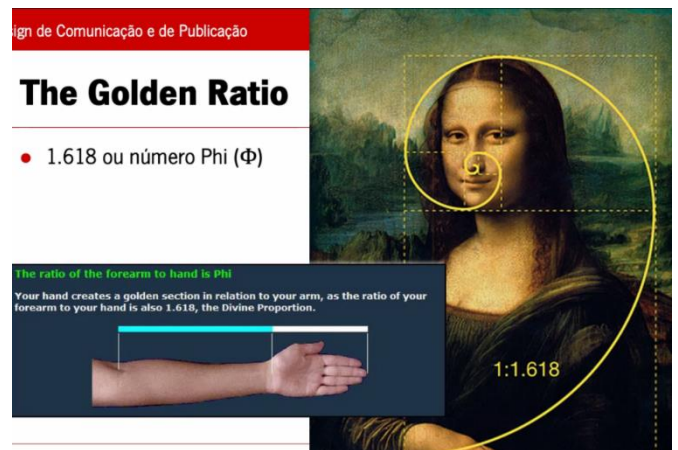 ign de Comunicação e de Publicação
The Golden Ratio
• 1.618 ou número Phi (Φ)
The ratio of the forearm to hand is Phi
Your hand creates a golden section in relation to your arm, as the ratio of your
forearm to your hand is also 1.618, the Divine Proportion.
1:1.618